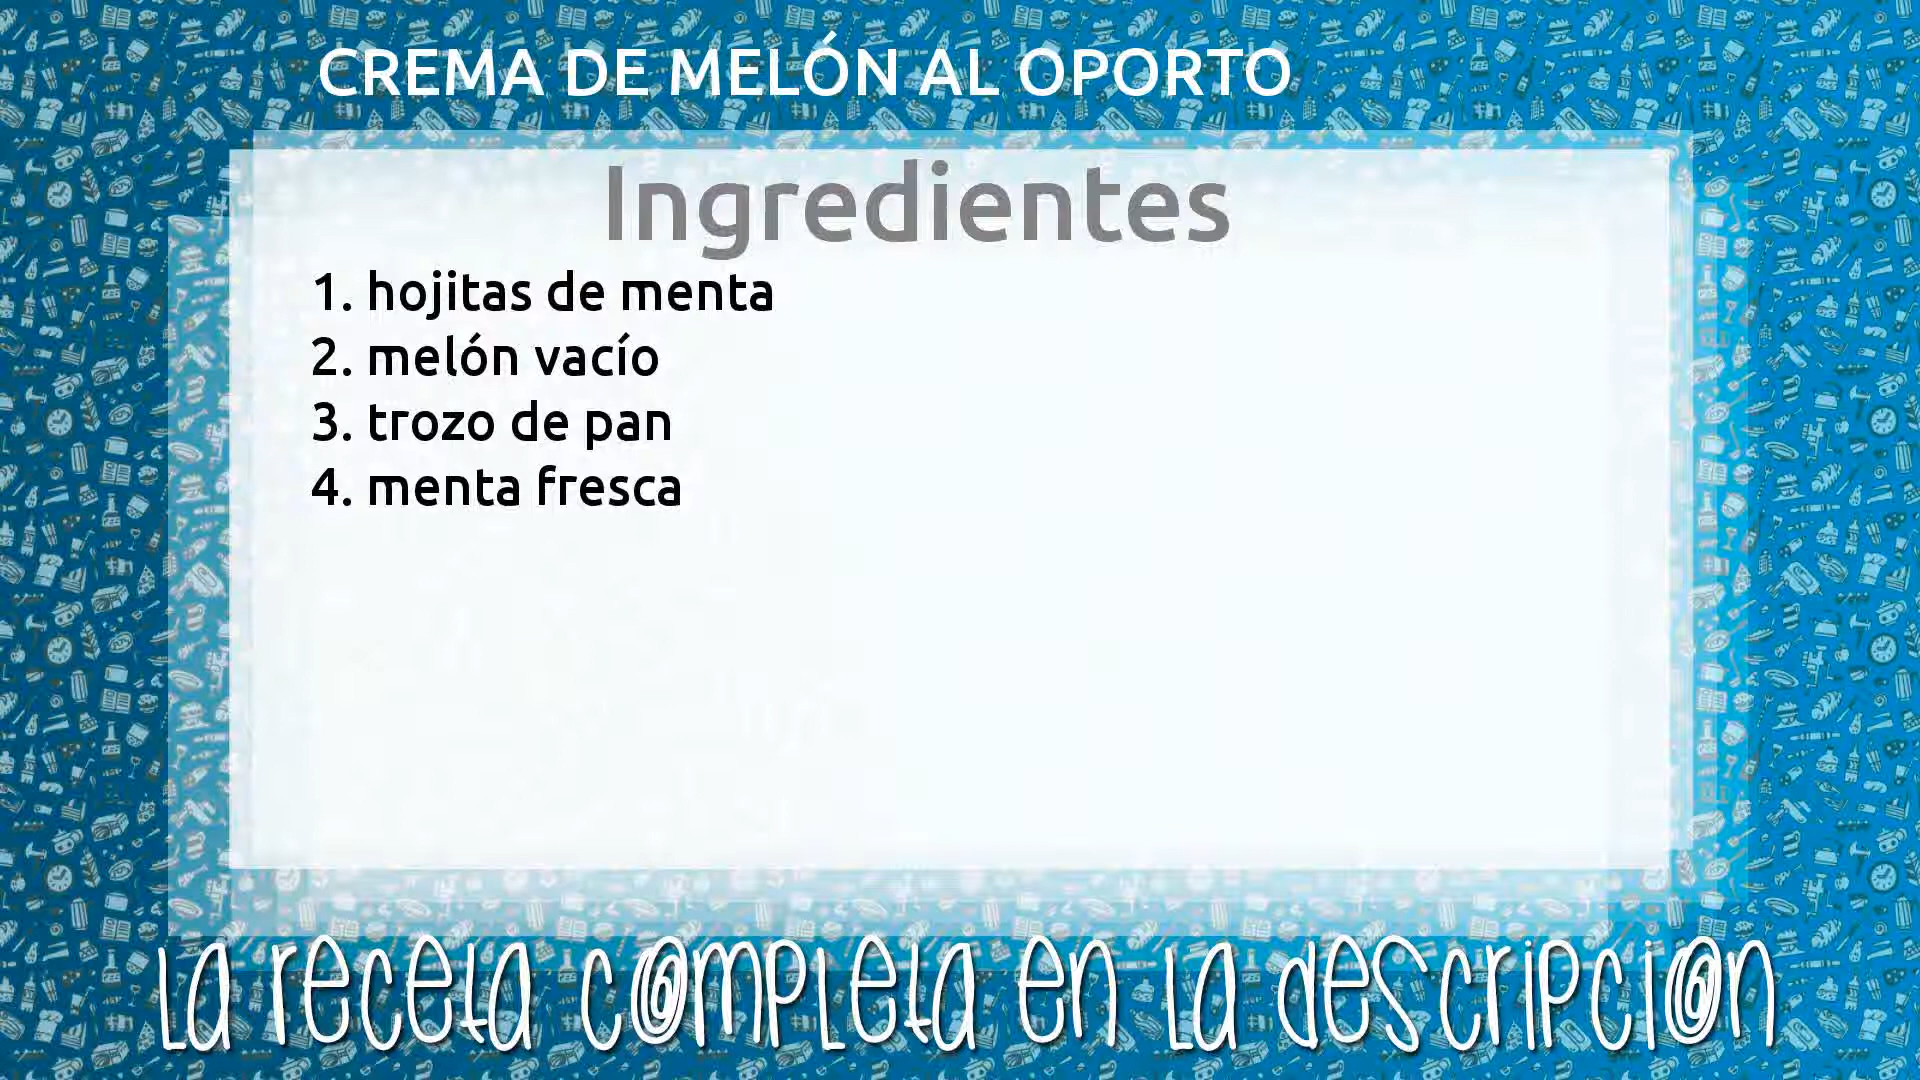 CREMA DE MELÓN AL OPORTO
Ingredientes
1. hojitas de menta
2. melón vacío
3. trozo de pan
4. menta fresca
La receta c@mpleta en la descripci@n